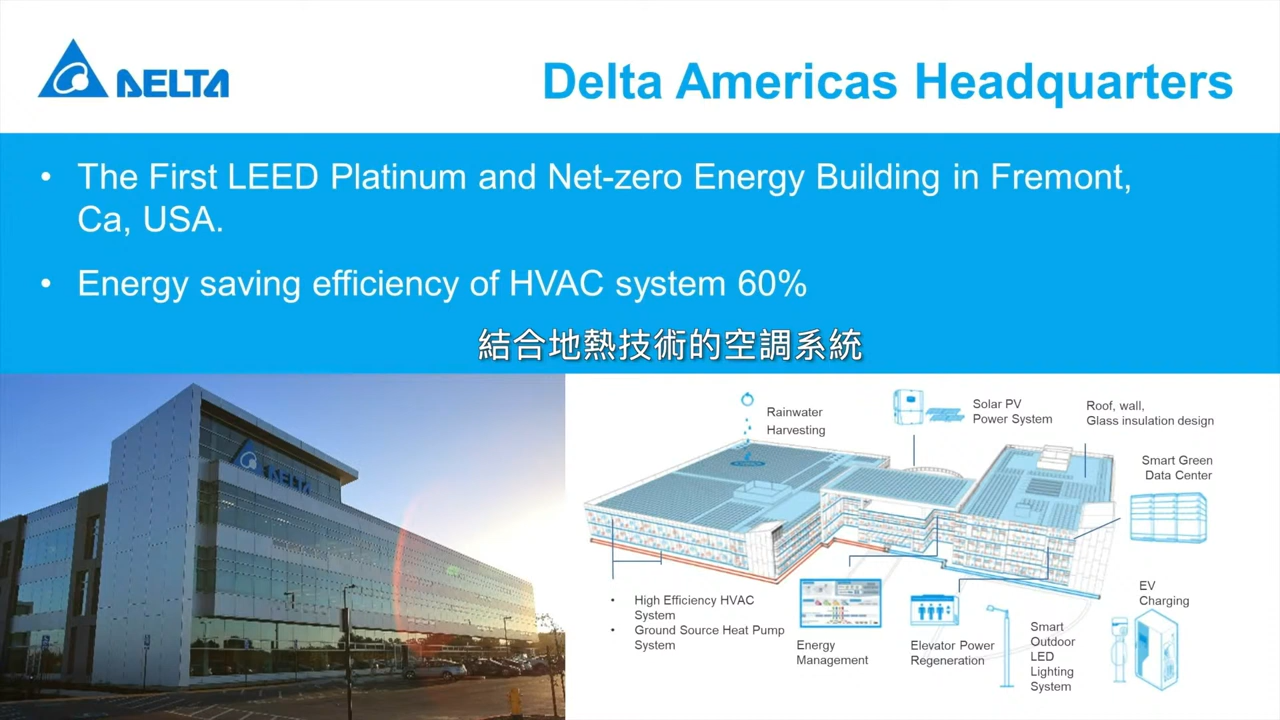 DELTA
Delta Americas Headquarters
• The First LEED Platinum and Net-zero Energy Building in Fremont,
Ca, USA.
• Energy saving efficiency of HVAC system 60%
結合地熱技術的空調系統
DELTA
Rainwater
Harvesting
Solar PV
Power System
Roof, wall,
Glass insulation design
Smart Green
Data Center
• High Efficiency HVAC
System
• Ground Source Heat Pump
System
Energy
Management
Elevator Power
Regeneration
Smart
Outdoor
LED
Lighting
System
EV
Charging